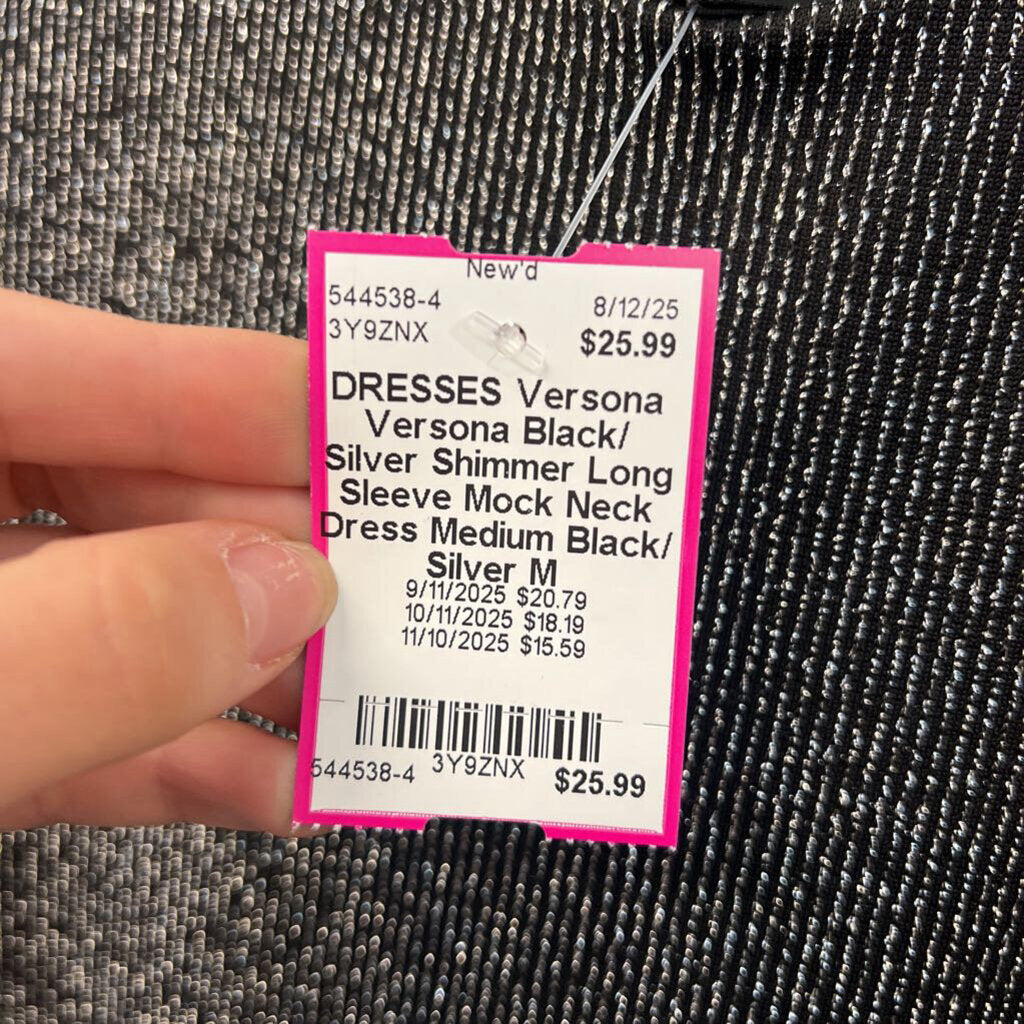 New'd
544538-4 8/12/25
3Y9ZNX $25.99
DRESSES Versona
Versona Black/
Silver Shimmer Long
Sleeve Mock Neck
Dress Medium Black/
Silver M
9/11/2025 $20.79
10/11/2025 $18.19
11/10/2025 $15.59
544538-4 3Y9ZNX $25.99